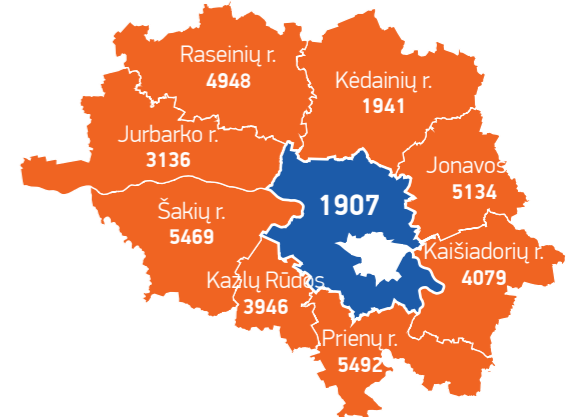 Raseinių r.
4948
Kėdainių r.
1941
Jurbarko r.
3136
Jonavos
5134
1907
Šakių r.
5469
Kaišiadorių r.
4079
Kazlų Rūdos
3946
Prienų r.
5492